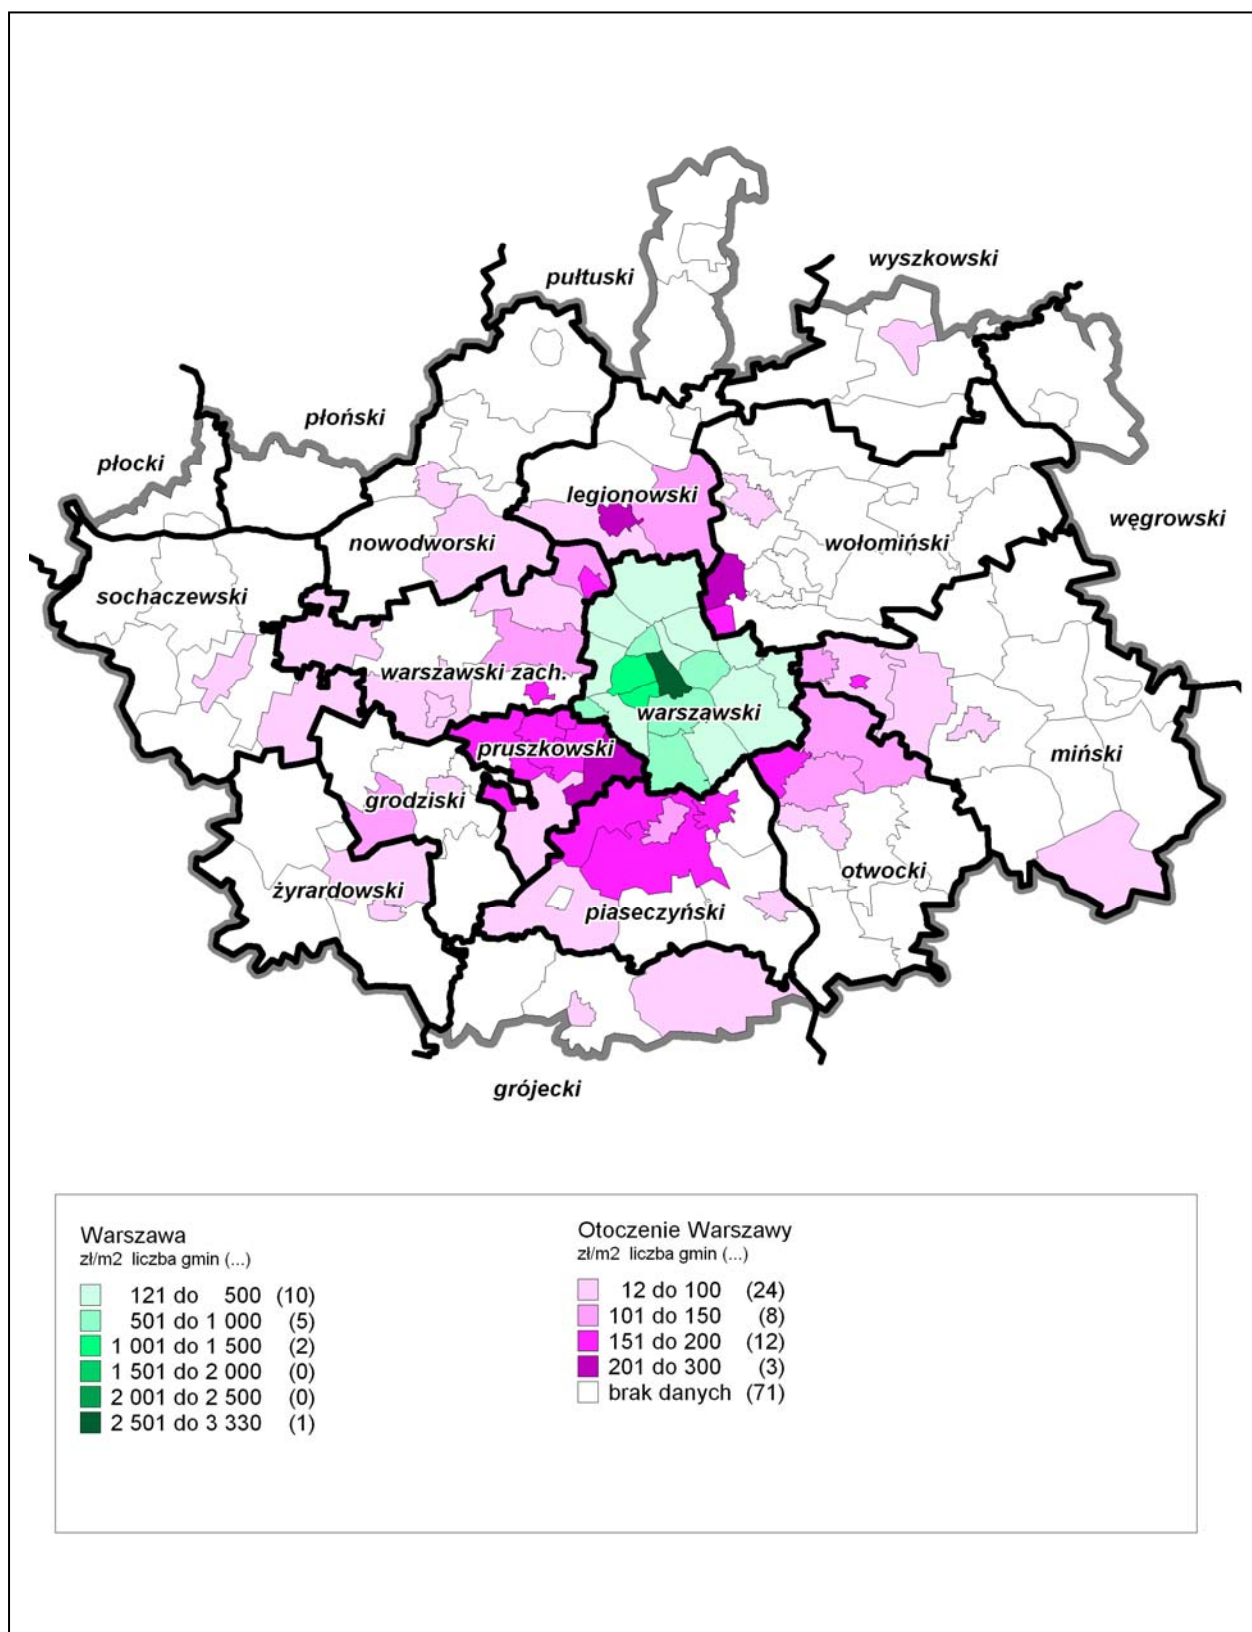 pułtuski
wyszkowski
płoński
płocki
legionowski
węgrowski
nowodworski
wołomiński
sochaczewski
warszawski zach.
warszawski
pruszkowski
miński
grodziski
otwocki
żyrardowski
piaseczyński
grójecki
Warszawa
zł/m2 liczba gmin (...)
121 do 500 (10)
501 do 1 000 (5)
1 001 do 1 500 (2)
1 501 do 2 000 (0)
2 001 do 2 500 (0)
2 501 do 3 330 (1)
Otoczenie Warszawy
zł/m2 liczba gmin (...)
12 do 100 (24)
101 do 150 (8)
151 do 200 (12)
201 do 300 (3)
brak danych (71)